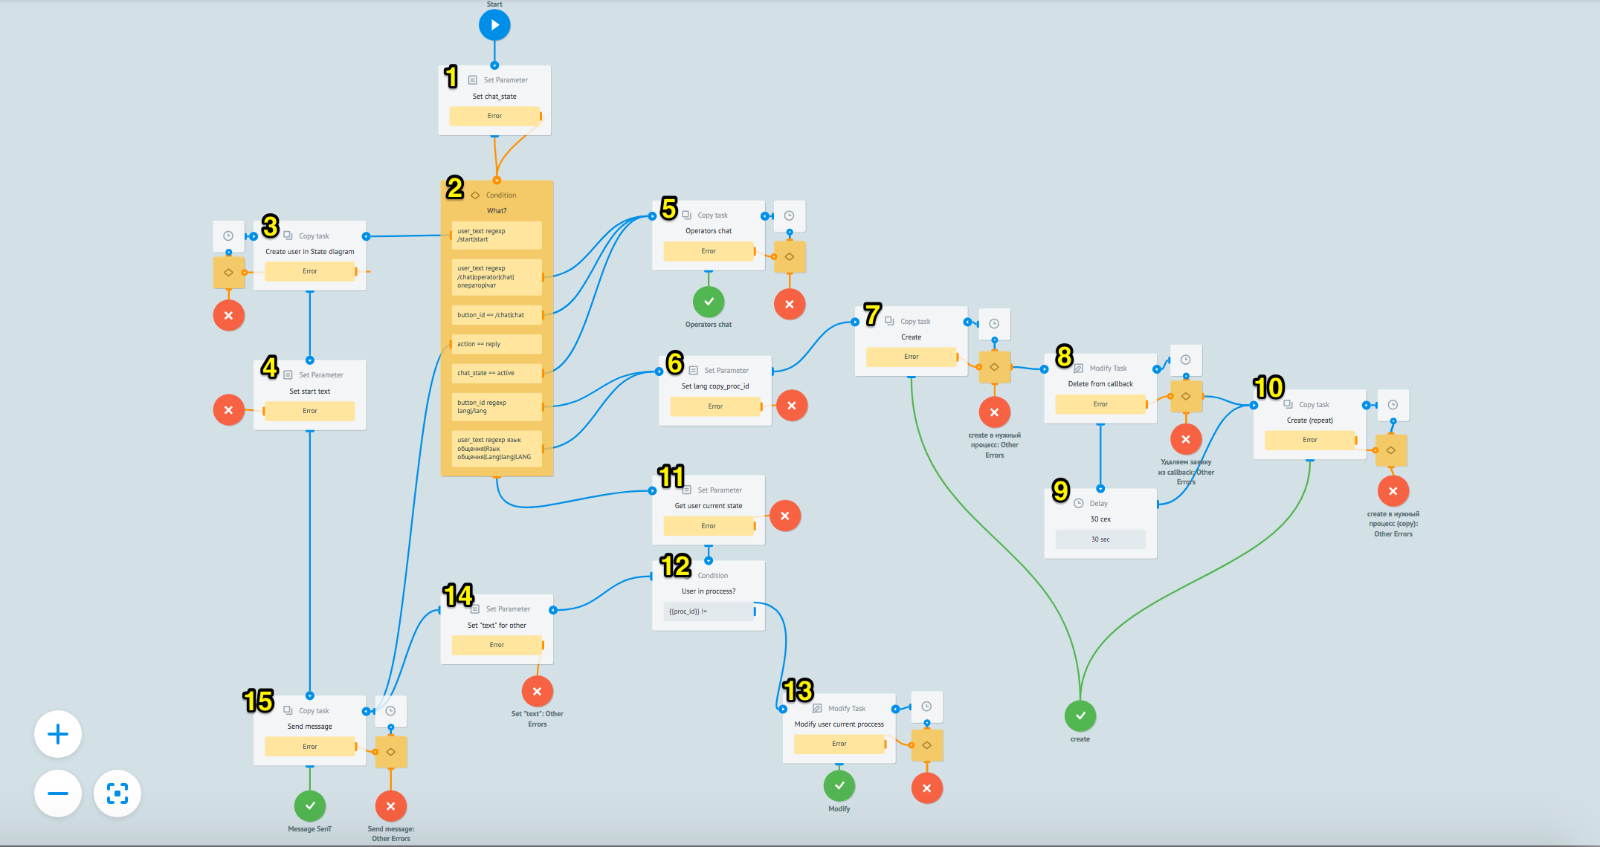 Start
1
Set Parameter
Set chat_state
Error
2
Condition
What?
user_text regexp
/start|start
user_text regexp
/chat|operator|chat|
оператор|чат
button_id == /chat|chat
action == reply
chat_state == active
button_id regexp
lang|/lang
user_text regexp язык
общения|Язык
общения|Lang|lang|LANG
3
Copy task
Create user in State diagram
Error
4
Set Parameter
Set start text
Error
5
Copy task
Operators chat
Error
Operators chat
6
Set Parameter
Set lang copy_proc_id
Error
7
Copy task
Create
Error
create в нужный
процесс: Other
Errors
8
Modify Task
Delete from callback
Error
Удаляем заявку
из callback: Other
Errors
9
Delay
30 сек
30 sec
10
Copy task
Create (repeat)
Error
create в нужный
процесс (copy):
Other Errors
11
Set Parameter
Get user current state
Error
12
Condition
User in proccess?
{{proc_id}} !=
13
Modify Task
Modify user current proccess
Error
Modify
14
Set Parameter
Set "text" for other
Error
Set "text": Other
Errors
15
Copy task
Send message
Error
Message SenT
Send message:
Other Errors
create